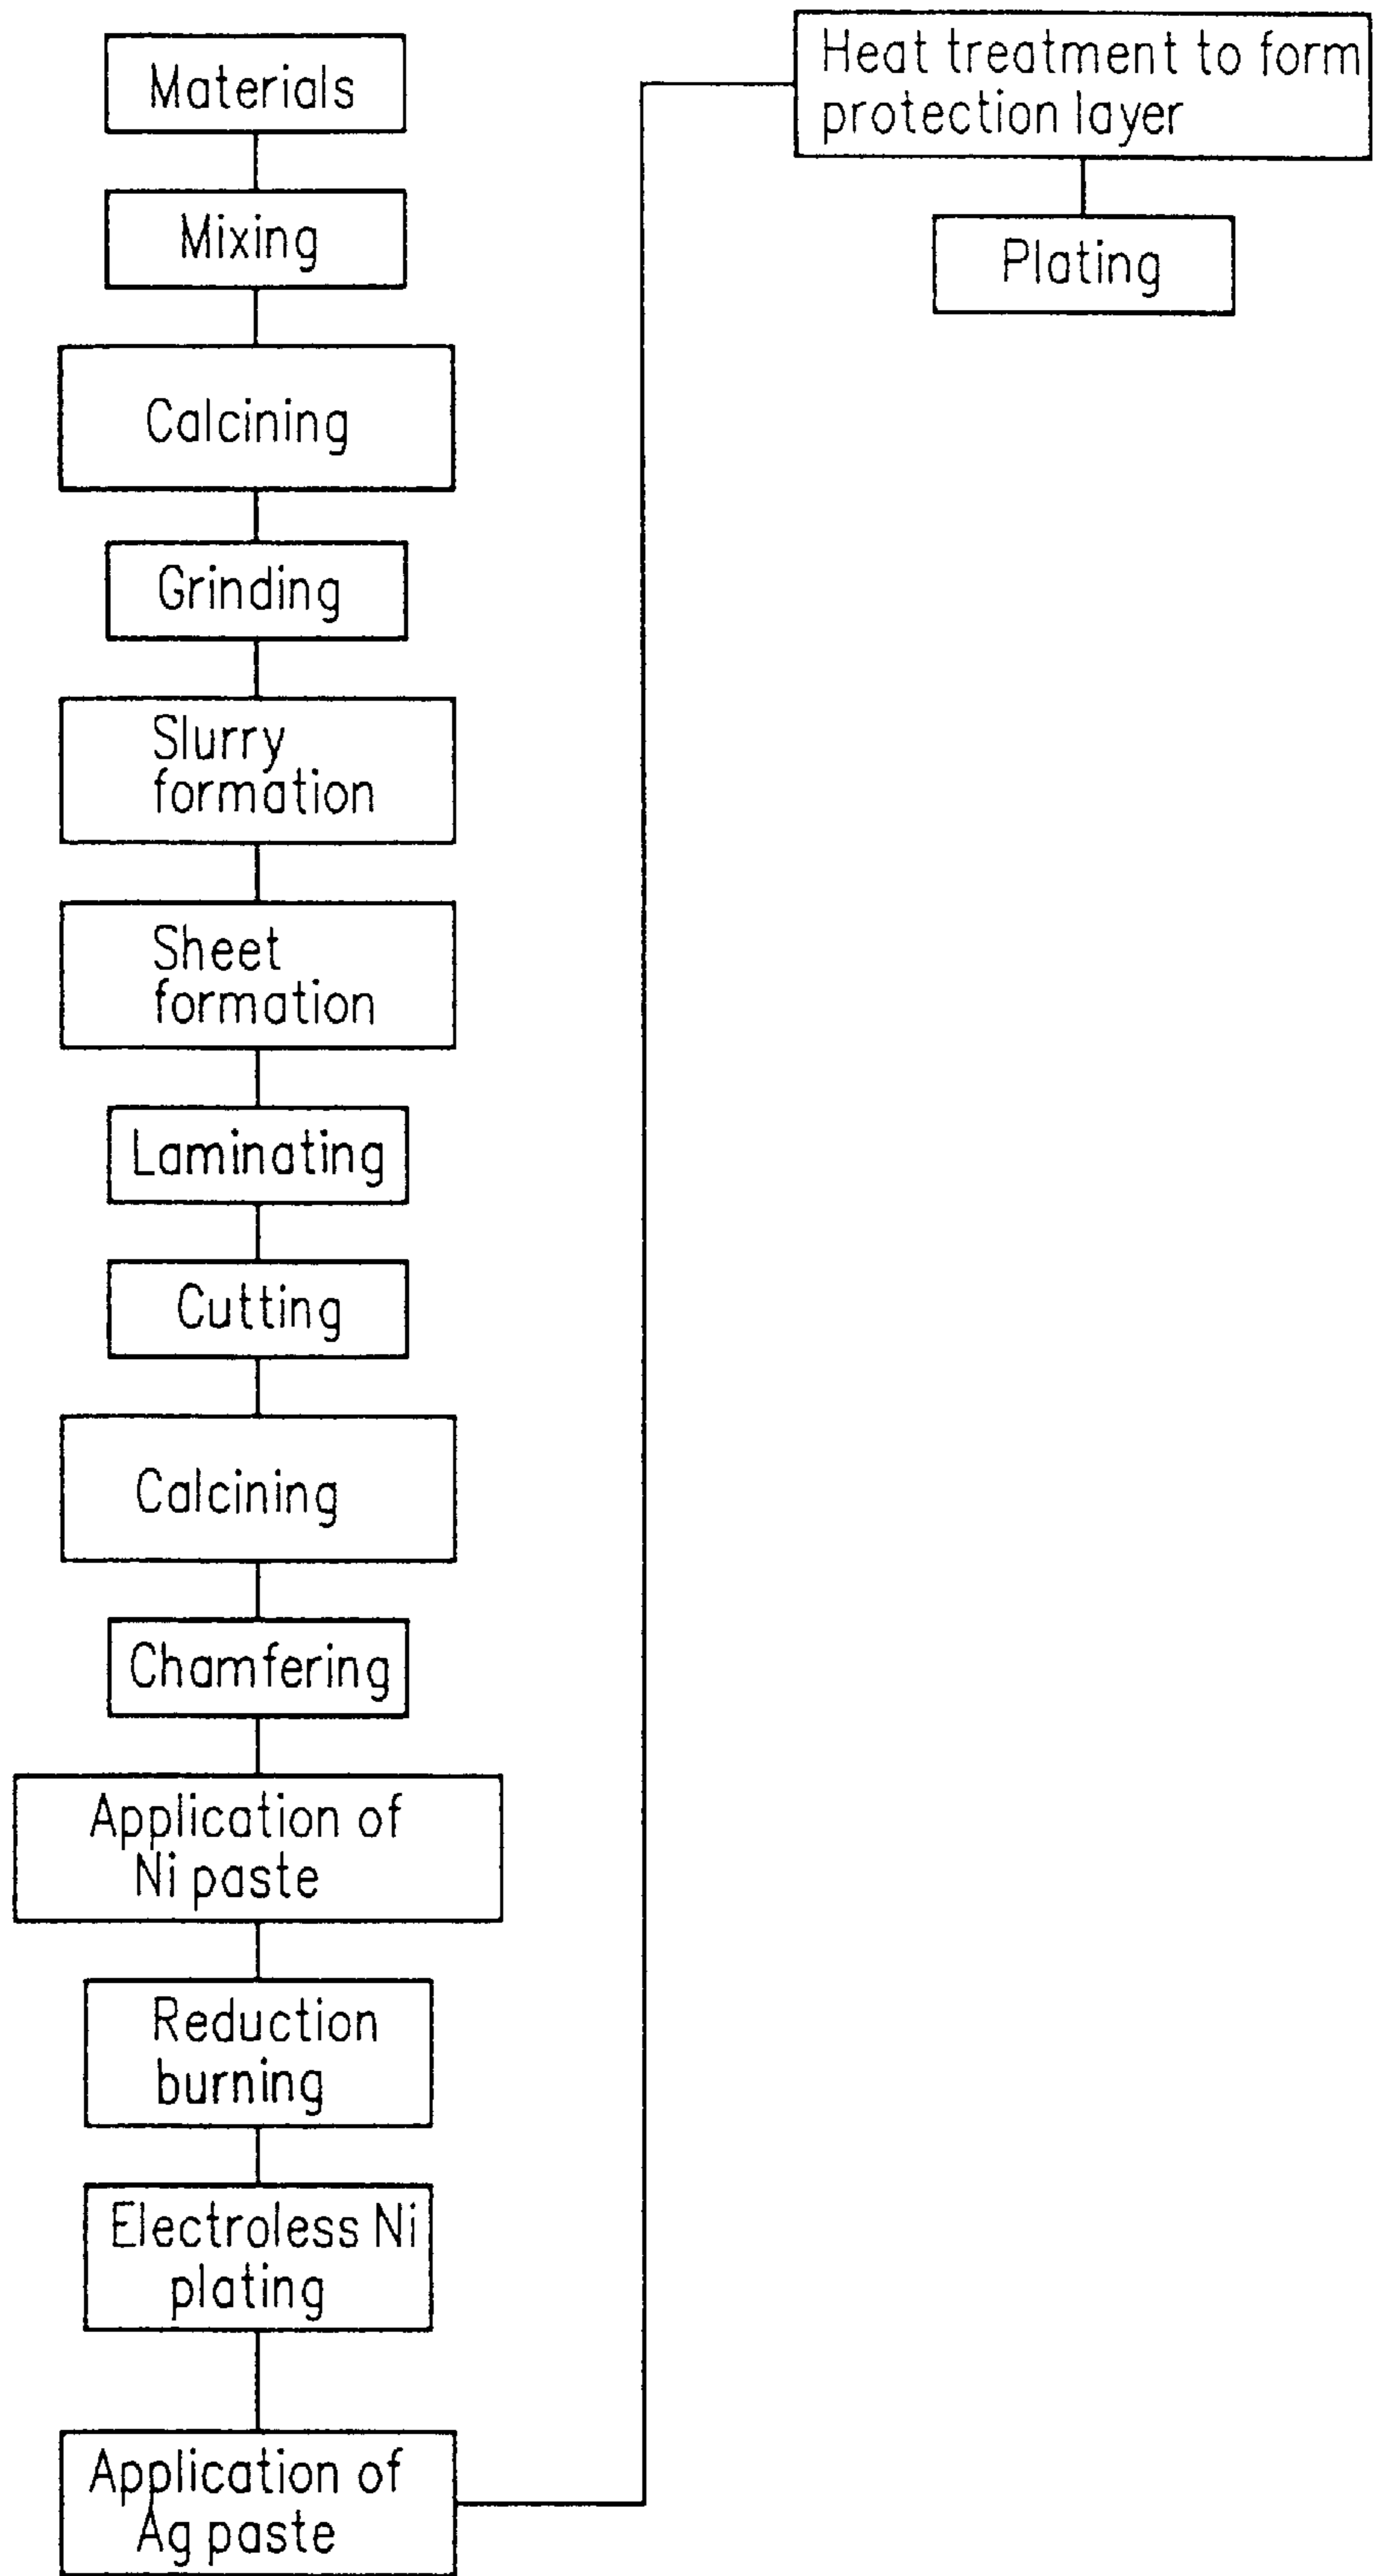 Materials
Mixing
Calcining
Grinding
Slurry
formation
Sheet
formation
Laminating
Cutting
Calcining
Chamfering
Application of
Ni paste
Reduction
burning
Electroless Ni
plating
Application of
Ag paste
Heat treatment to form
protection layer
Plating